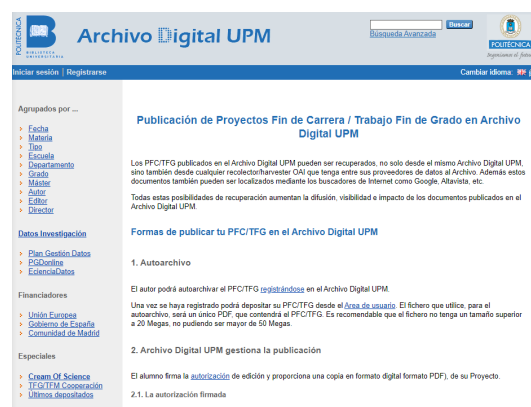 POLITÉCNICA
BIBLIOTECA
UNIVERSITARIA
Archivo Digital UPM
Buscar
Búsqueda Avanzada
POLITÉCNICA
Iniciar sesión | Registrarse
Cambiar idioma:
Agrupados por ...
Fecha
Materia
Tipo
Escuela
Departamento
Grado
Máster
Autor
Editor
Director
Datos Investigación
Plan Gestión Datos
PGDonline
EcienciaDatos
Financiadores
Unión Europea
Gobierno de España
Comunidad de Madrid
Especiales
Cream Of Science
TFG/TFM Cooperación
Últimos depositados
Publicación de Proyectos Fin de Carrera / Trabajo Fin de Grado en Archivo
Digital UPM
Los PFC/TFG publicados en el Archivo Digital UPM pueden ser recuperados, no solo desde el mismo Archivo Digital UPM,
sino también desde cualquier recolector/harvester OAI que tenga entre sus proveedores de datos al Archivo. Además estos
documentos también pueden ser localizados mediante los buscadores de Internet como Google, Altavista, etc.
Todas estas posibilidades de recuperación aumentan la difusión, visibilidad e impacto de los documentos publicados en el
Archivo Digital UPM.
Formas de publicar tu PFC/TFG en el Archivo Digital UPM
1. Autoarchivo
El autor podrá autoarchivar el PFC/TFG registrándose en el Archivo Digital UPM.
Una vez se haya registrado podrá depositar su PFC/TFG desde el Area de usuario. El fichero que utilice, para el
autoarchivo, será un único PDF, que contendrá el PFC/TFG. Es recomendable que el fichero no tenga un tamaño superior
a 20 Megas, no pudiendo ser mayor de 50 Megas.
2. Archivo Digital UPM gestiona la publicación
El alumno firma la autorización de edición y proporciona una copia en formato digital formato PDF), de su Proyecto.
2.1. La autorización firmada